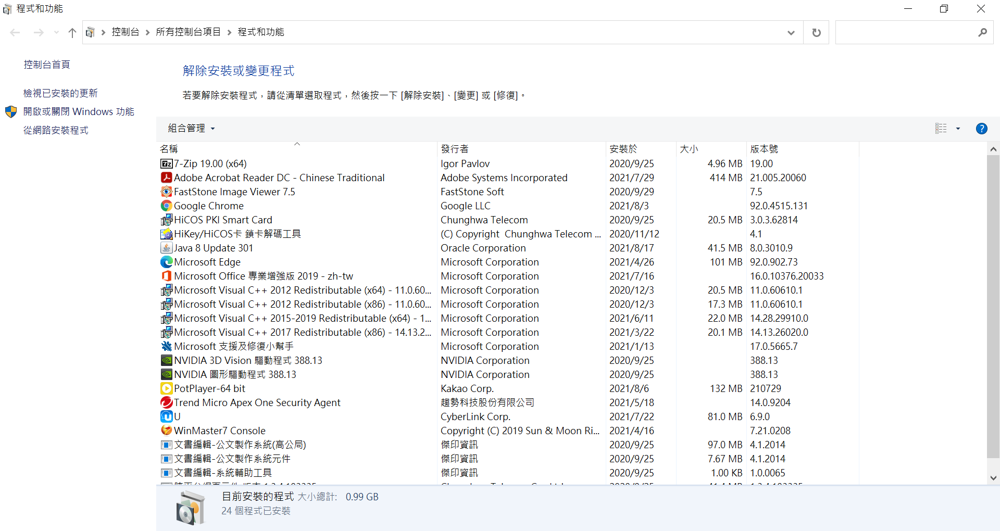 程式和功能
控制台 所有控制台項目 程式和功能
控制台首頁
檢視已安裝的更新
開啟或關閉 Windows 功能
從網路安裝程式
解除安裝或變更程式
若要解除安裝程式，請從清單選取程式，然後按一下 [解除安裝]、[變更] 或 [修復]。
組合管理
名稱 發行者 安裝於 大小 版本號
7-Zip 19.00 (x64) Igor Pavlov 2020/9/25 4.96 MB 19.00
Adobe Acrobat Reader DC - Chinese Traditional Adobe Systems Incorporated 2021/7/29 414 MB 21.005.20060
FastStone Image Viewer 7.5 FastStone Soft 2020/9/29 7.5
Google Chrome Google LLC 2021/8/3 92.0.4515.131
HiCOS PKI Smart Card Chunghwa Telecom 2020/9/25 20.5 MB 3.0.3.62814
HiKey/HiCOS卡 鎖卡解碼工具 (C) Copyright  Chunghwa Telecom ... 2020/11/12 4.1
Java 8 Update 301 Oracle Corporation 2021/8/17 41.5 MB 8.0.3010.9
Microsoft Edge Microsoft Corporation 2021/4/26 101 MB 92.0.902.73
Microsoft Office 專業增強版 2019 - zh-tw Microsoft Corporation 2021/7/16 16.0.10376.20033
Microsoft Visual C++ 2012 Redistributable (x64) - 11.0.60... Microsoft Corporation 2020/12/3 20.5 MB 11.0.60610.1
Microsoft Visual C++ 2012 Redistributable (x86) - 11.0.60... Microsoft Corporation 2020/12/3 17.3 MB 11.0.60610.1
Microsoft Visual C++ 2015-2019 Redistributable (x64) - 1... Microsoft Corporation 2021/6/11 22.0 MB 14.28.29910.0
Microsoft Visual C++ 2017 Redistributable (x86) - 14.13.2... Microsoft Corporation 2021/3/22 20.1 MB 14.13.26020.0
Microsoft 支援及修復小幫手 Microsoft Corporation 2021/1/13 17.0.5665.7
NVIDIA 3D Vision 驅動程式 388.13 NVIDIA Corporation 2020/9/25 388.13
NVIDIA 圖形驅動程式 388.13 NVIDIA Corporation 2020/9/25 388.13
PotPlayer-64 bit Kakao Corp. 2021/8/6 132 MB 210729
Trend Micro Apex One Security Agent 趨勢科技股份有限公司 2021/5/18 14.0.9204
U CyberLink Corp. 2021/7/22 81.0 MB 6.9.0
WinMaster7 Console Copyright (C) 2019 Sun & Moon Ri... 2021/4/16 7.21.0208
文書編輯-公文製作系統(高公局) 傑印資訊 2020/9/25 97.0 MB 4.1.2014
文書編輯-公文製作系統元件 傑印資訊 2020/9/25 7.67 MB 4.1.2014
文書編輯-系統輔助工具 傑印資訊 2020/9/25 1.00 KB 1.0.0065
目前安裝的程式 大小總計: 0.99 GB
24 個程式已安裝